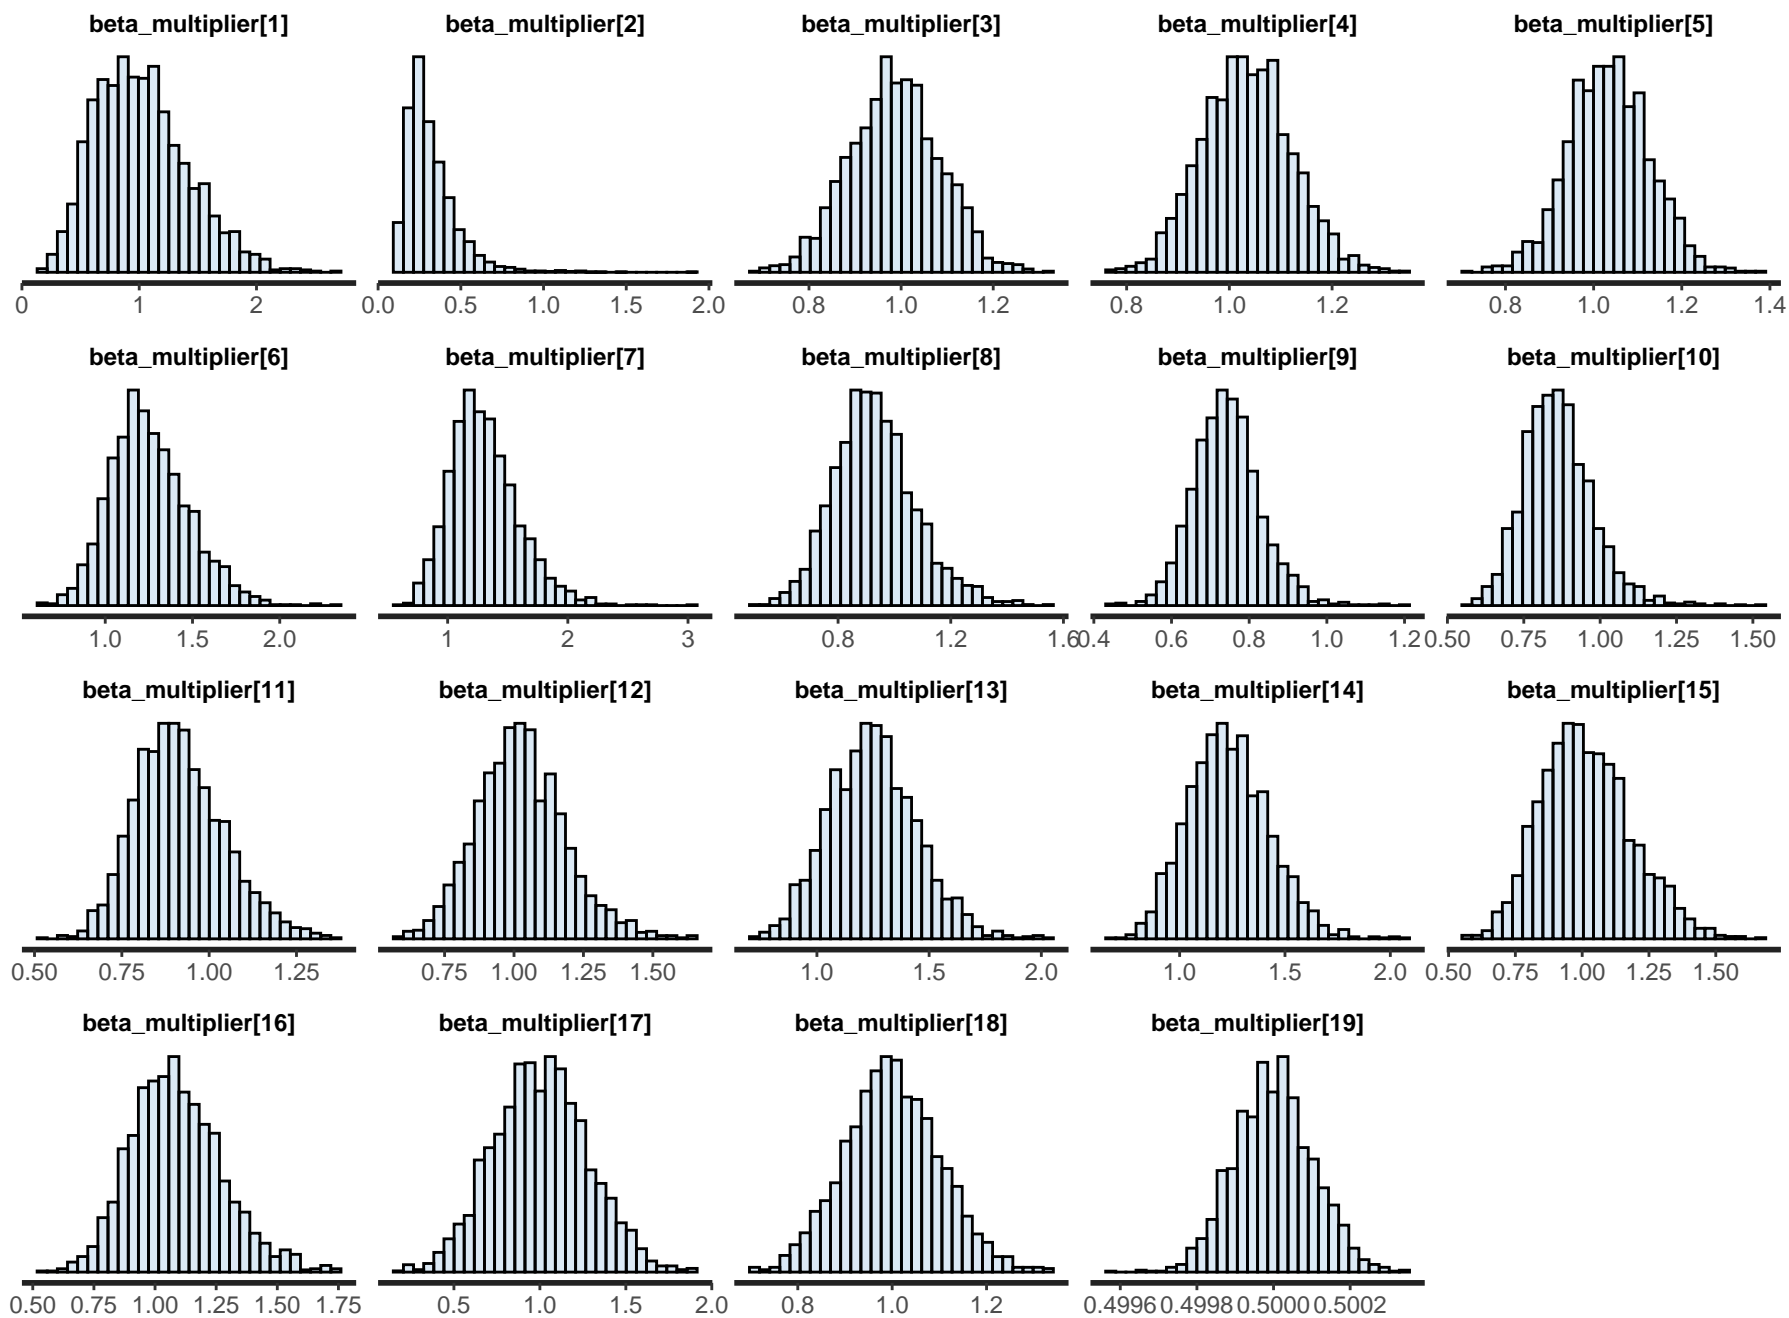 beta_multiplier[1] beta_multiplier[2] beta_multiplier[3] beta_multiplier[4] beta_multiplier[5]
0 1 2 0.0 0.5 1.0 1.5 2.0 0.8 1.0 1.2 0.8 1.0 1.2 0.8 1.0 1.2 1.4
beta_multiplier[6] beta_multiplier[7] beta_multiplier[8] beta_multiplier[9] beta_multiplier[10]
1.0 1.5 2.0 1 2 3 0.8 1.2 1.6 0.4 0.6 0.8 1.0 1.2 0.50 0.75 1.00 1.25 1.50
beta_multiplier[11] beta_multiplier[12] beta_multiplier[13] beta_multiplier[14] beta_multiplier[15]
0.50 0.75 1.00 1.25 0.75 1.00 1.25 1.50 1.0 1.5 2.0 1.0 1.5 2.0 0.50 0.75 1.00 1.25 1.50
beta_multiplier[16] beta_multiplier[17] beta_multiplier[18] beta_multiplier[19]
0.50 0.75 1.00 1.25 1.50 1.75 0.5 1.0 1.5 2.0 0.8 1.0 1.2 0.4996 0.4998 0.5000 0.5002